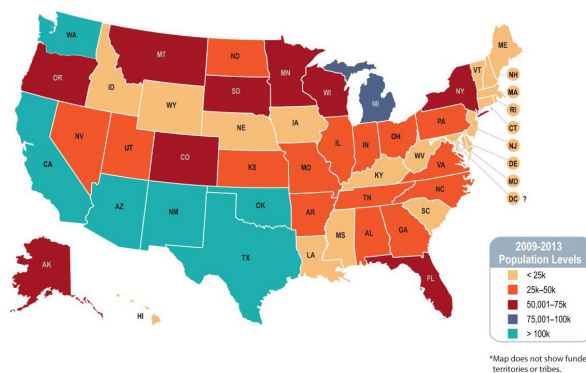 WA
ME
MT
ND
VT
OR
MN
NH
ID
SD
WI
NY
MA
WY
MI
RI
IA
PA
CT
NE
NV
OH
NJ
IL
IN
UT
DE
CA
CO
WV
VA
KS
MO
KY
MD
NC
DC ?
TN
OK
AZ
NM
AR
SC
MS
AL
GA
TX
LA
AK
FL
HI
2009-2013
Population Levels
< 25k
25k–50k
50,001–75k
75,001–100k
> 100k
*Map does not show funde
territories or tribes.